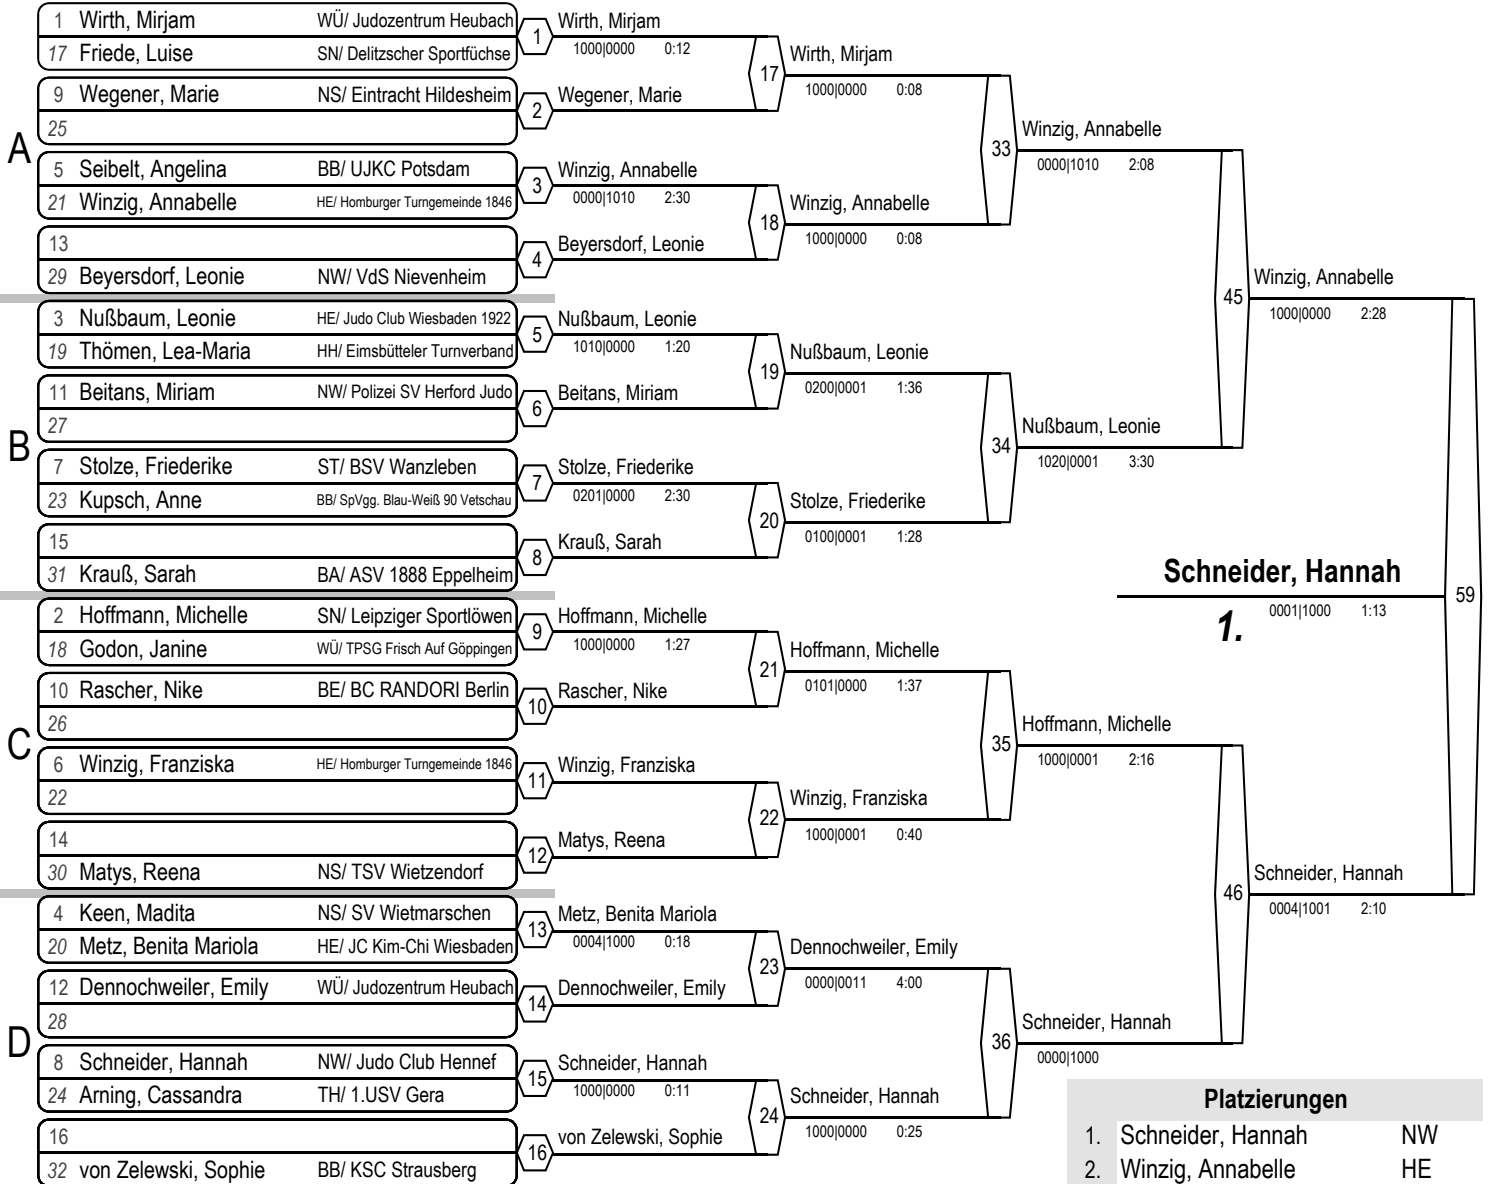 A
1 Wirth, Mirjam WÜ/ Judozentrum Heubach
17 Friede, Luise SN/ Delitzscher Sportfüchse
9 Wegener, Marie NS/ Eintracht Hildesheim
25
5 Seibelt, Angelina BB/ UJKC Potsdam
21 Winzig, Annabelle HE/ Homburger Turngemeinde 1846
13
29 Beyersdorf, Leonie NW/ VdS Nievenheim
B
3 Nußbaum, Leonie HE/ Judo Club Wiesbaden 1922
19 Thömen, Lea-Maria HH/ Eimsbütteler Turnverband
11 Beitans, Miriam NW/ Polizei SV Herford Judo
27
7 Stolze, Friederike ST/ BSV Wanzleben
23 Kupsch, Anne BB/ SpVgg. Blau-Weiß 90 Vetschau
15
31 Krauß, Sarah BA/ ASV 1888 Eppelheim
C
2 Hoffmann, Michelle SN/ Leipziger Sportlöwen
18 Godon, Janine WÜ/ TPSG Frisch Auf Göppingen
10 Rascher, Nike BE/ BC RANDORI Berlin
26
6 Winzig, Franziska HE/ Homburger Turngemeinde 1846
22
14
30 Matys, Reena NS/ TSV Wietzendorf
D
4 Keen, Madita NS/ SV Wietmarschen
20 Metz, Benita Mariola HE/ JC Kim-Chi Wiesbaden
12 Dennochweiler, Emily WÜ/ Judozentrum Heubach
28
8 Schneider, Hannah NW/ Judo Club Hennef
24 Arning, Cassandra TH/ 1.USV Gera
16
32 von Zelewski, Sophie BB/ KSC Strausberg
1 Wirth, Mirjam
1000|0000 0:12
2 Wegener, Marie
3 Winzig, Annabelle
0000|1010 2:30
4 Beyersdorf, Leonie
5 Nußbaum, Leonie
1010|0000 1:20
6 Beitans, Miriam
7 Stolze, Friederike
0201|0000 2:30
8 Krauß, Sarah
9 Hoffmann, Michelle
1000|0000 1:27
10 Rascher, Nike
11 Winzig, Franziska
12 Matys, Reena
13 Metz, Benita Mariola
0004|1000 0:18
14 Dennochweiler, Emily
15 Schneider, Hannah
1000|0000 0:11
16 von Zelewski, Sophie
17 Wirth, Mirjam
1000|0000 0:08
18 Winzig, Annabelle
1000|0000 0:08
19 Nußbaum, Leonie
0200|0001 1:36
20 Stolze, Friederike
0100|0001 1:28
21 Hoffmann, Michelle
0101|0000 1:37
22 Winzig, Franziska
1000|0001 0:40
23 Dennochweiler, Emily
0000|0011 4:00
24 Schneider, Hannah
1000|0000 0:25
33 Winzig, Annabelle
0000|1010 2:08
34 Nußbaum, Leonie
1020|0001 3:30
35 Hoffmann, Michelle
1000|0001 2:16
36 Schneider, Hannah
0000|1000
45 Winzig, Annabelle
1000|0000 2:28
46 Schneider, Hannah
0004|1001 2:10
59
Schneider, Hannah
1. 0001|1000 1:13
Platzierungen
1. Schneider, Hannah NW
2. Winzig, Annabelle HE